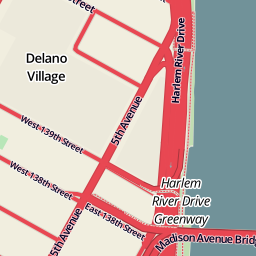 Street
Harlem River Drive
Delano
Village
5th Avenue
West 139th Street
West 138th Street
Harlem
River Drive
Greenway
East 138th Street
5th Avenue
Madison Avenue Brid